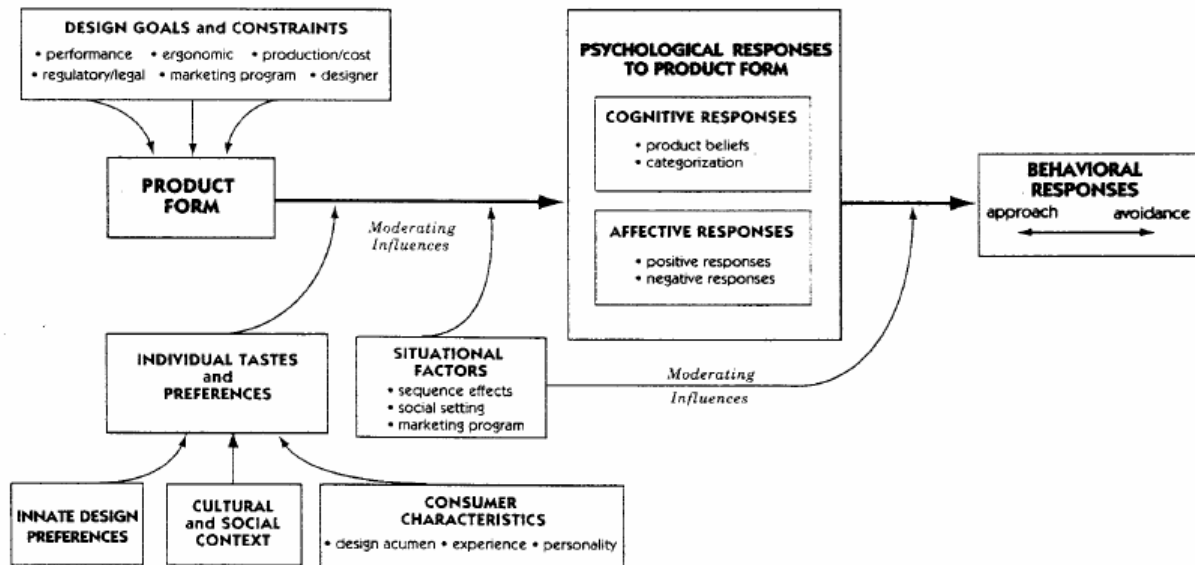 DESIGN GOALS and CONSTRAINTS
• performance • ergonomic • production/cost
• regulatory/legal • marketing program • designer
PRODUCT
FORM
Moderating
Influences
PSYCHOLOGICAL RESPONSES
TO PRODUCT FORM
COGNITIVE RESPONSES
• product beliefs
• categorization
AFFECTIVE RESPONSES
• positive responses
• negative responses
BEHAVIORAL
RESPONSES
approach avoidance
INDIVIDUAL TASTES
and
PREFERENCES
SITUATIONAL
FACTORS
• sequence effects
• social setting
• marketing program
Moderating
Influences
INNATE DESIGN
PREFERENCES
CULTURAL
and SOCIAL
CONTEXT
CONSUMER
CHARACTERISTICS
• design acumen • experience • personality